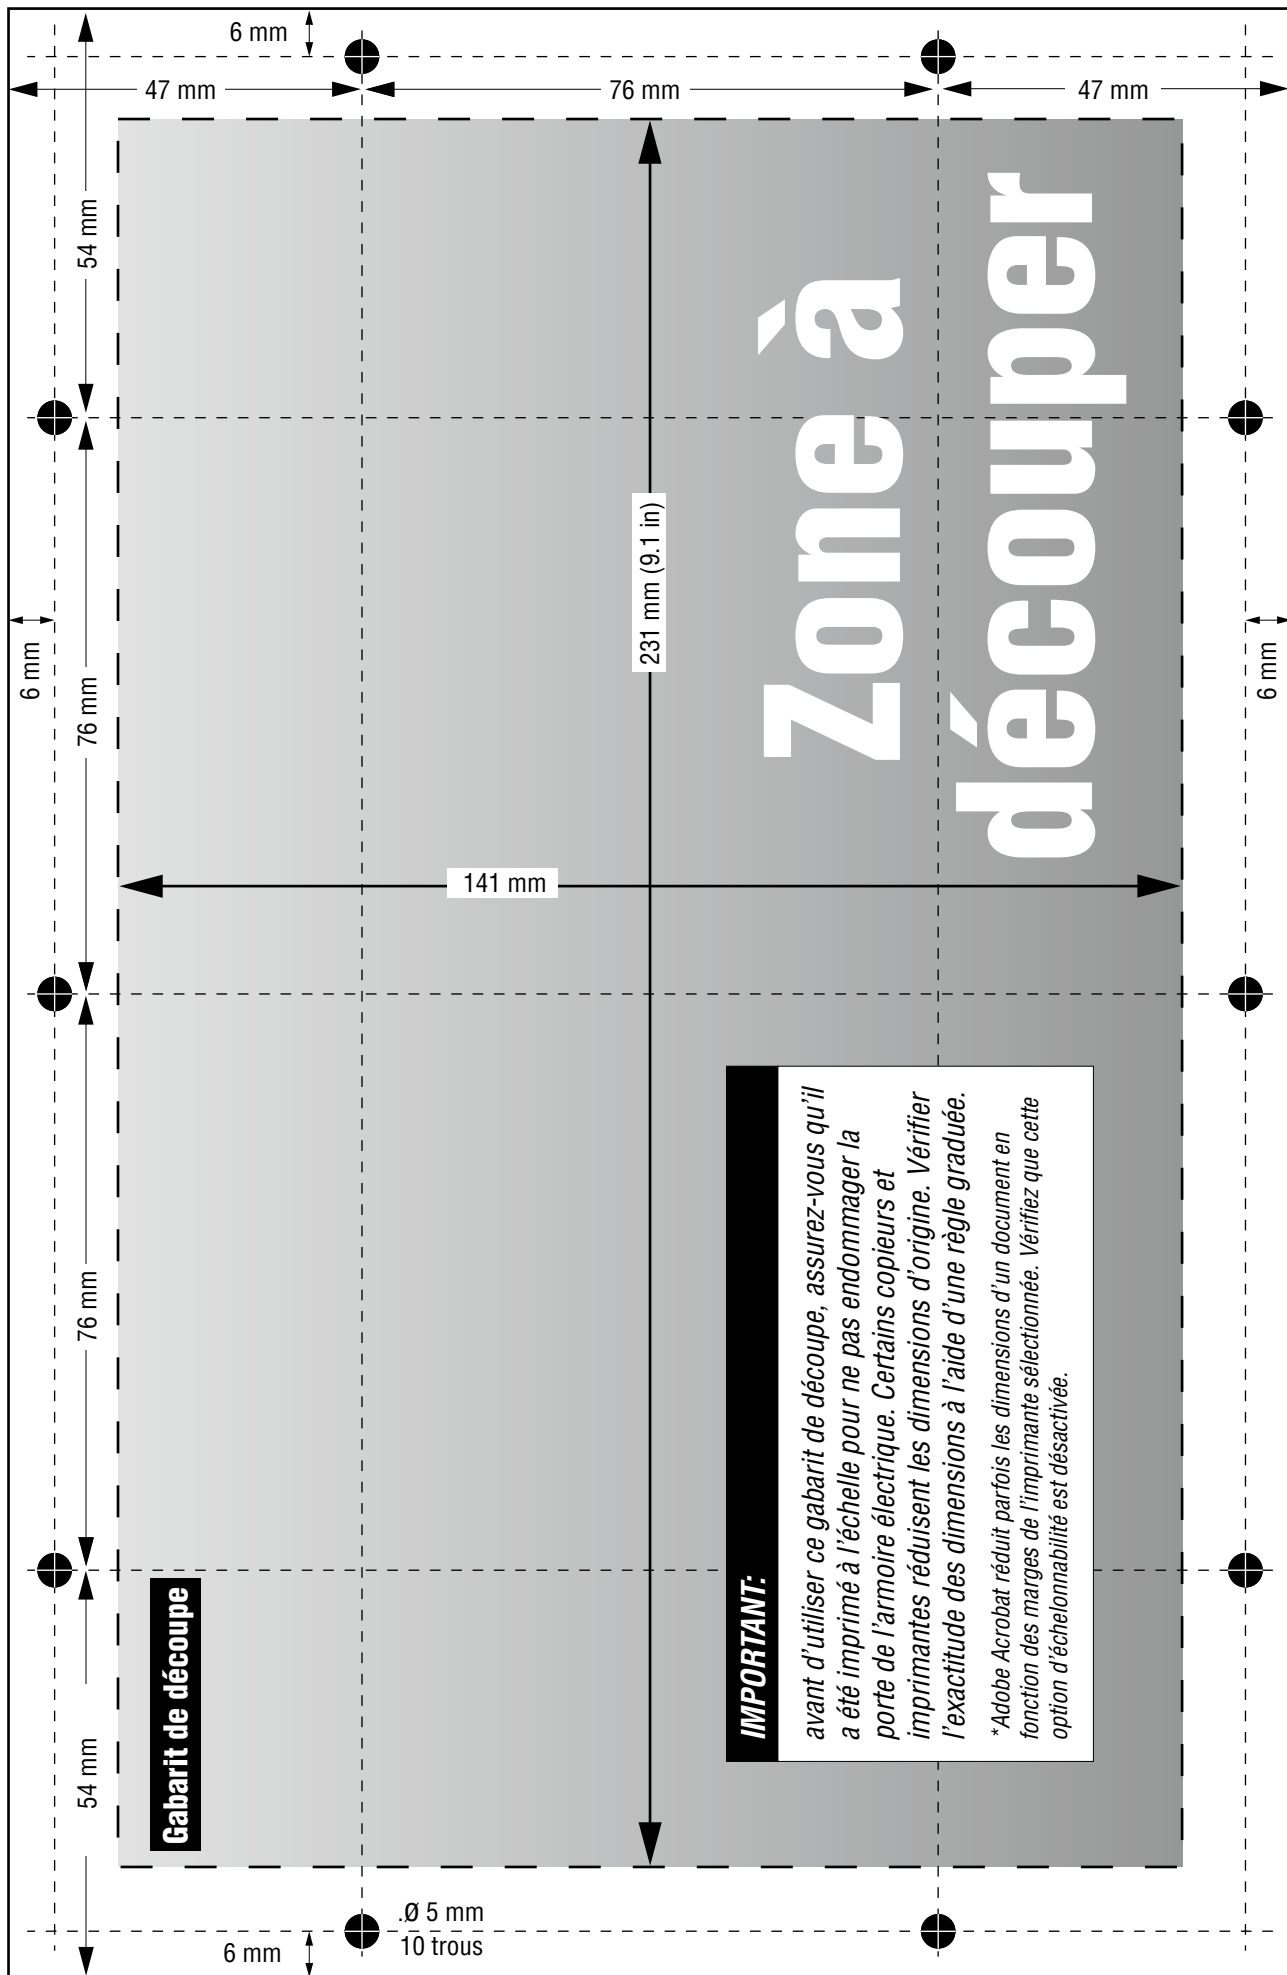 6 mm
47 mm
76 mm
47 mm
54 mm
Zone à
découper
231 mm (9.1 in)
6 mm
76 mm
6 mm
141 mm
76 mm
IMPORTANT:
avant d'utiliser ce gabarit de découpe, assurez-vous qu'il
a été imprimé à l'échelle pour ne pas endommager la
porte de l'armoire électrique. Certains copieurs et
imprimantes réduisent les dimensions d'origine. Vérifier
l'exactitude des dimensions à l'aide d'une règle graduée.
*Adobe Acrobat réduit parfois les dimensions d'un document en
fonction des marges de l'imprimante sélectionnée. Vérifiez que cette
option d'échelonnabilité est désactivée.
Gabarit de découpe
54 mm
.Ø 5 mm
10 trous
6 mm